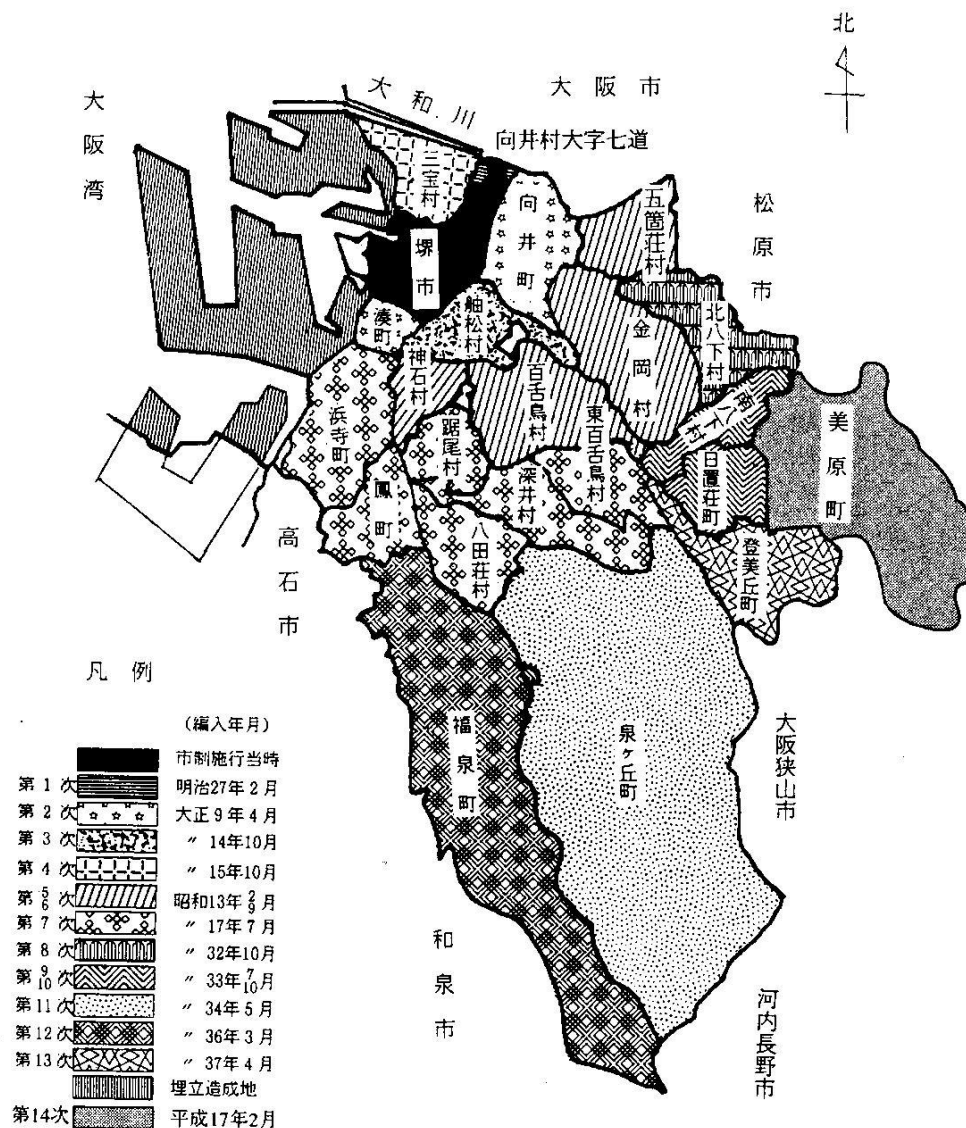 北
大阪湾
大和川
大阪市
向井村大字七道
三宝村
向井町
五箇荘村
松原市
堺市
北八下村
湊町
舳松村
金岡村
神石村
百舌鳥村
南八下村
美原町
浜寺町
踞尾村
東百舌鳥村
日置荘町
鳳町
深井村
八田荘村
登美丘町
高石市
福泉町
泉ヶ丘町
大阪狭山市
和泉市
河内長野市
凡例
(編入年月)
市制施行当時
第1次 明治27年2月
第2次 大正9年4月
第3次 〃 14年10月
第4次 〃 15年10月
第5/6次 昭和13年2/9月
第7次 〃 17年7月
第8次 〃 32年10月
第9/10次 〃 33年7/10月
第11次 〃 34年5月
第12次 〃 36年3月
第13次 〃 37年4月
埋立造成地
第14次 平成17年2月